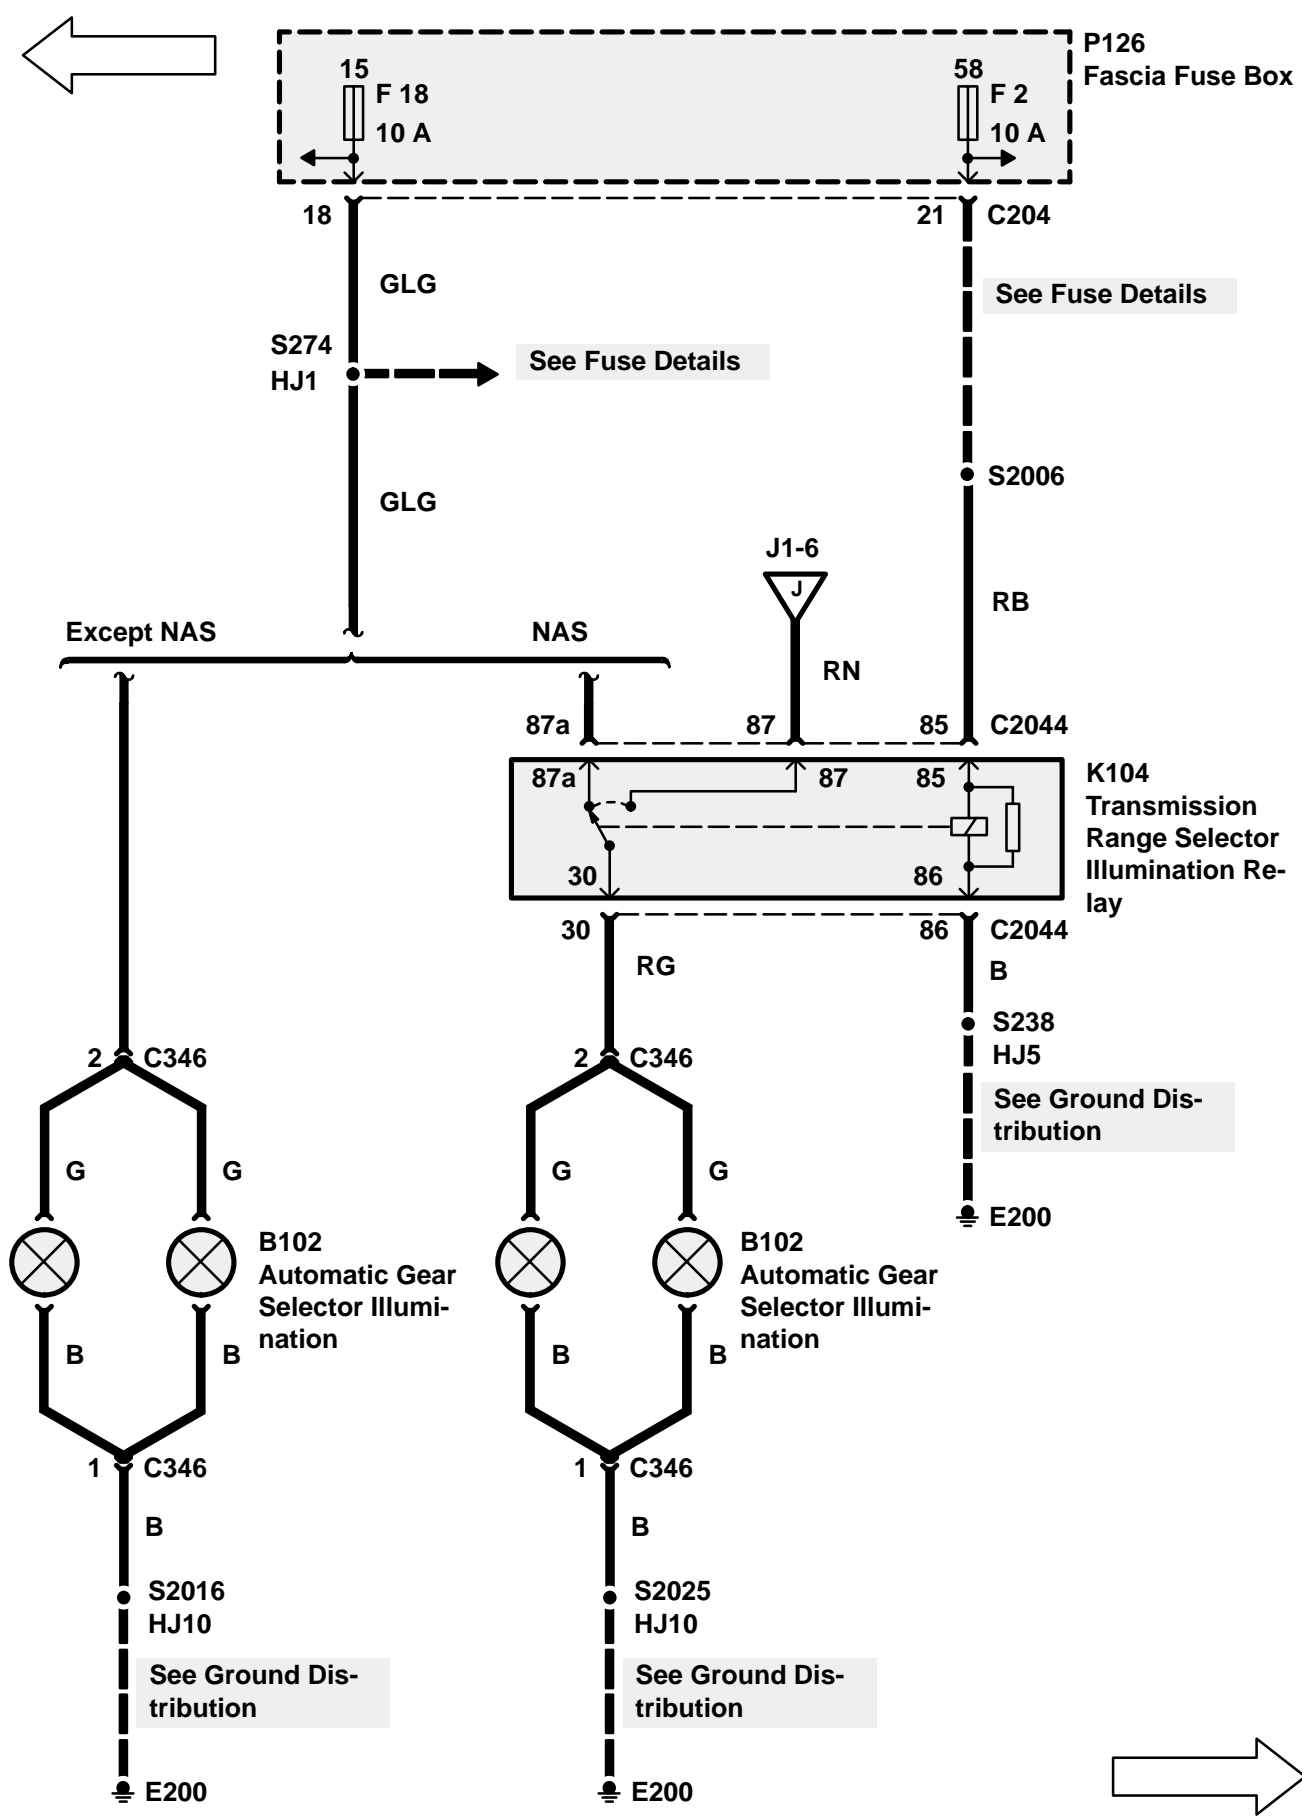 P126
Fascia Fuse Box
15
F 18
10 A
58
F 2
10 A
18
21
C204
GLG
See Fuse Details
S274
HJ1
See Fuse Details
S2006
GLG
J1-6
J
RB
Except NAS
NAS
RN
87a
87
85
C2044
87a
87
85
30
86
K104
Transmission
Range Selector
Illumination Re-
lay
30
86
C2044
RG
B
S238
HJ5
2
C346
2
C346
See Ground Dis-
tribution
G
G
G
G
E200
B102
Automatic Gear
Selector Illumi-
nation
B102
Automatic Gear
Selector Illumi-
nation
B
B
B
B
1
C346
1
C346
B
B
S2016
HJ10
S2025
HJ10
See Ground Dis-
tribution
See Ground Dis-
tribution
E200
E200